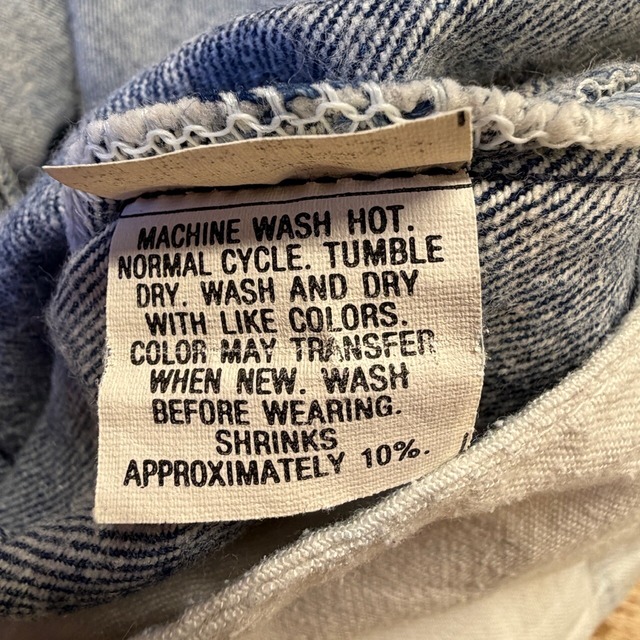 MACHINE WASH HOT.
NORMAL CYCLE. TUMBLE
DRY. WASH AND DRY
WITH LIKE COLORS.
COLOR MAY TRANSFER
WHEN NEW. WASH
BEFORE WEARING.
SHRINKS
APPROXIMATELY 10%.